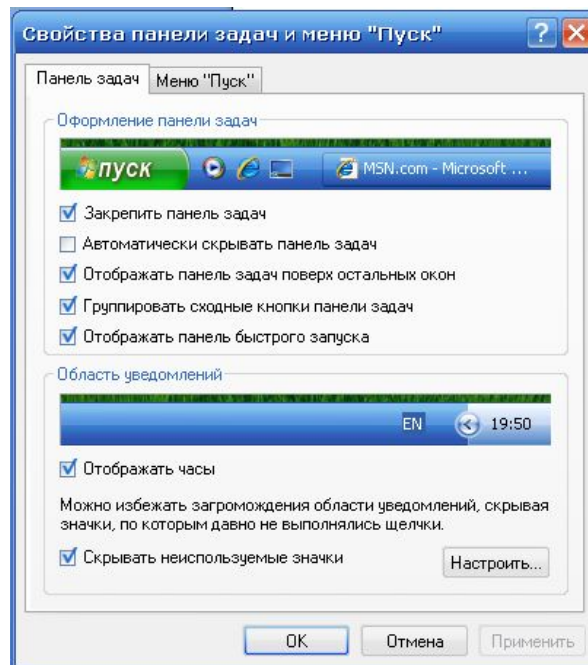 Свойства панели задач и меню "Пуск"
Панель задач Меню "Пуск"
Оформление панели задач
пуск MSN.com - Microsoft ...
Закрепить панель задач
Автоматически скрывать панель задач
Отображать панель задач поверх остальных окон
Группировать сходные кнопки панели задач
Отображать панель быстрого запуска
Область уведомлений
EN 19:50
Отображать часы
Можно избежать загромождения области уведомлений, скрывая
значки, по которым давно не выполнялись щелчки.
Скрывать неиспользуемые значки Настроить...
ОК Отмена Применить